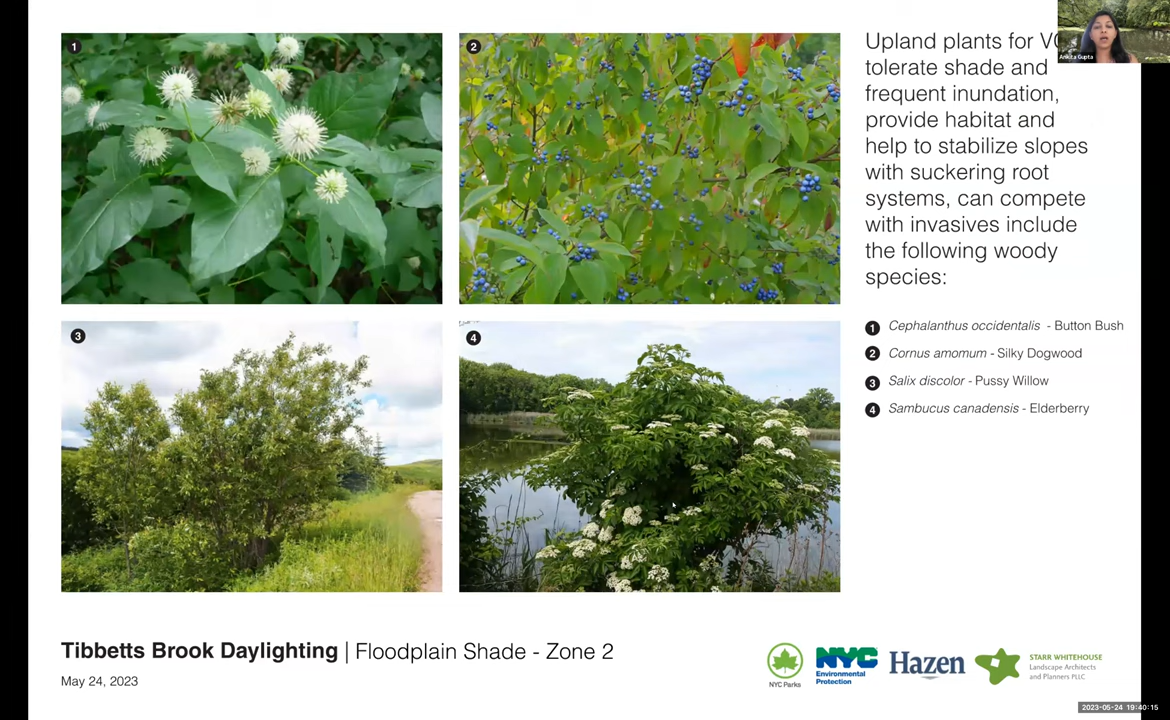 1
2
Upland plants for
tolerate shade and
frequent inundation,
provide habitat and
help to stabilize slopes
with suckering root
systems, can compete
with invasives include
the following woody
species:
Ankita Gupta
1 Cephalanthus occidentalis - Button Bush
2 Cornus amomum - Silky Dogwood
3 Salix discolor - Pussy Willow
4 Sambucus canadensis - Elderberry
3
4
Tibbetts Brook Daylighting | Floodplain Shade - Zone 2
May 24, 2023
NYC Parks
NYC
Environmental
Protection
Hazen
STARR WHITEHOUSE
Landscape Architects
and Planners PLLC
2023-05-24 19:40:15